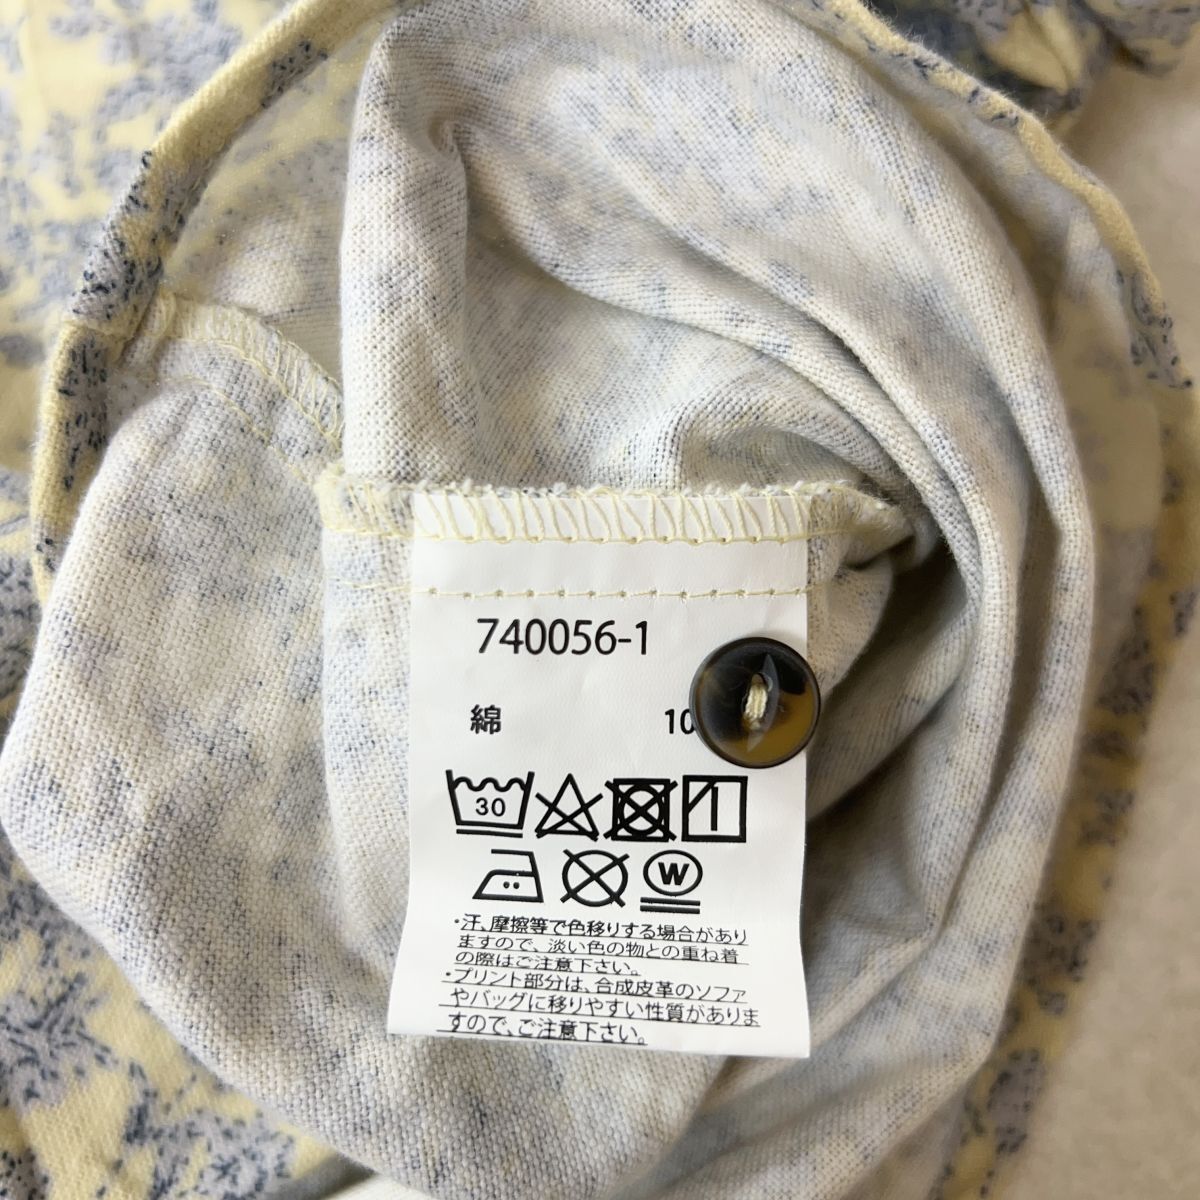 740056-1
綿 10
30
W
・汗、摩擦等で色移りする場合があり
ますので、淡い色の物との重ね着
の際はご注意下さい。
・プリント部分は、合成皮革のソファ
やバッグに移りやすい性質がありま
すので、ご注意下さい。